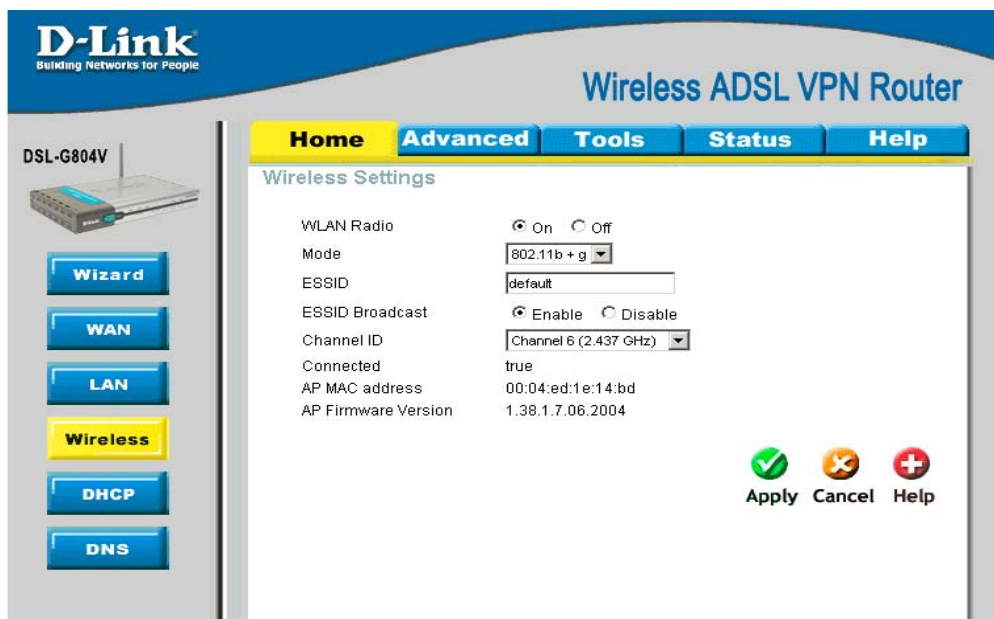 D-Link
Building Networks for People
Wireless ADSL VPN Router
DSL-G804V
Home Advanced Tools Status Help
Wireless Settings
WLAN Radio On Off
Mode 802.11b + g
ESSID default
ESSID Broadcast Enable Disable
Channel ID Channel 6 (2.437 GHz)
Connected true
AP MAC address 00:04:ed:1e:14:bd
AP Firmware Version 1.38.1.7.06.2004
Wizard
WAN
LAN
Wireless
DHCP
DNS
Apply Cancel Help